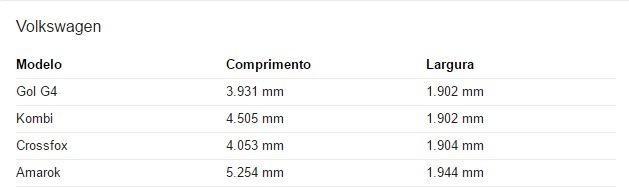 Volkswagen
Modelo Comprimento Largura
Gol G4 3.931 mm 1.902 mm
Kombi 4.505 mm 1.902 mm
Crossfox 4.053 mm 1.904 mm
Amarok 5.254 mm 1.944 mm